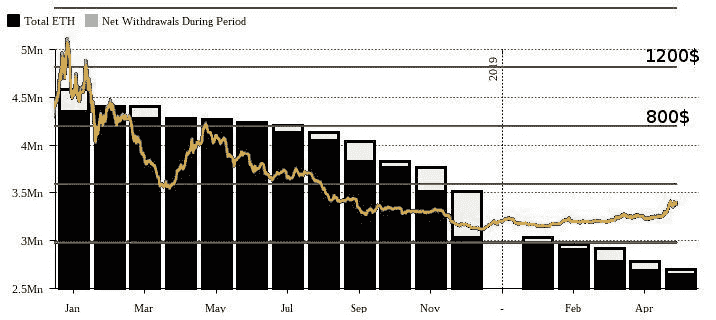 Total ETH Net Withdrawals During Period
5Mn
1200$
2019
4.5Mn
800$
4Mn
3.5Mn
3Mn
2.5Mn
Jan Mar May Jul Sep Nov - Feb Apr